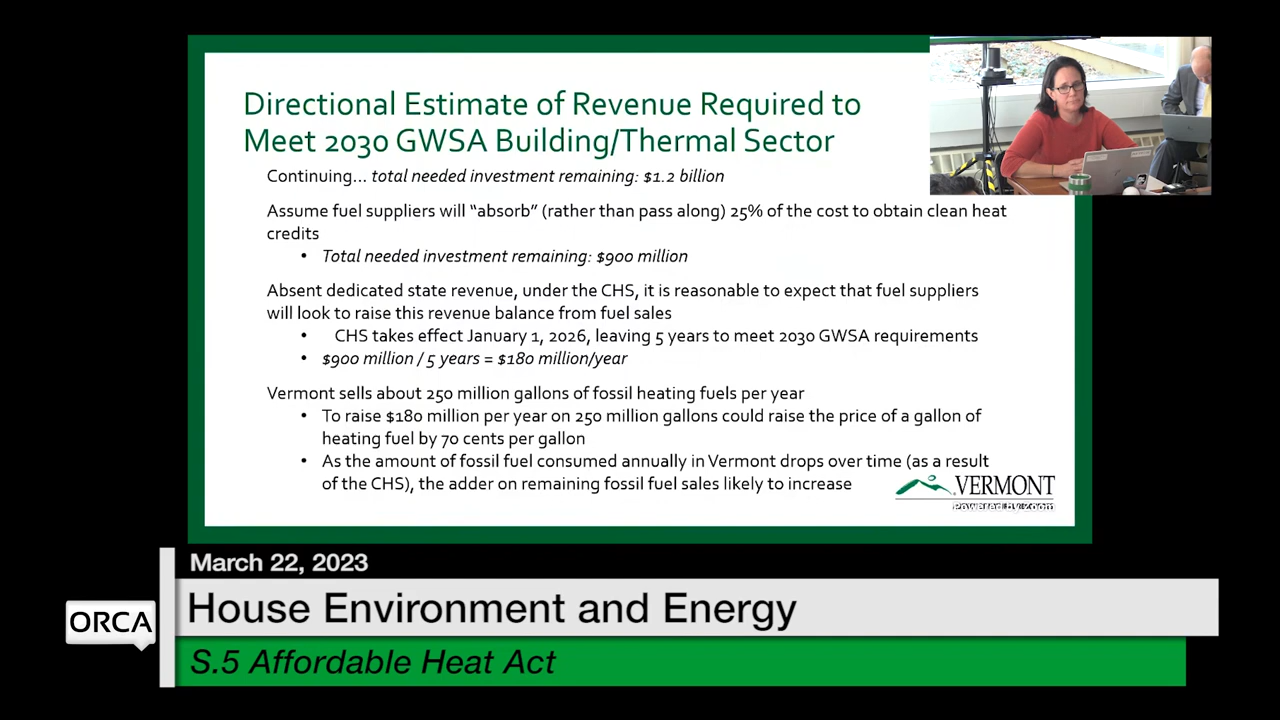 Directional Estimate of Revenue Required to
Meet 2030 GWSA Building/Thermal Sector
Continuing... total needed investment remaining: $1.2 billion
Assume fuel suppliers will “absorb” (rather than pass along) 25% of the cost to obtain clean heat
credits
• Total needed investment remaining: $900 million
Absent dedicated state revenue, under the CHS, it is reasonable to expect that fuel suppliers
will look to raise this revenue balance from fuel sales
• CHS takes effect January 1, 2026, leaving 5 years to meet 2030 GWSA requirements
• $900 million / 5 years = $180 million/year
Vermont sells about 250 million gallons of fossil heating fuels per year
• To raise $180 million per year on 250 million gallons could raise the price of a gallon of
heating fuel by 70 cents per gallon
• As the amount of fossil fuel consumed annually in Vermont drops over time (as a result
of the CHS), the adder on remaining fossil fuel sales likely to increase
VERMONT
Powered by Zoom
March 22, 2023
House Environment and Energy
ORCA
S.5 Affordable Heat Act